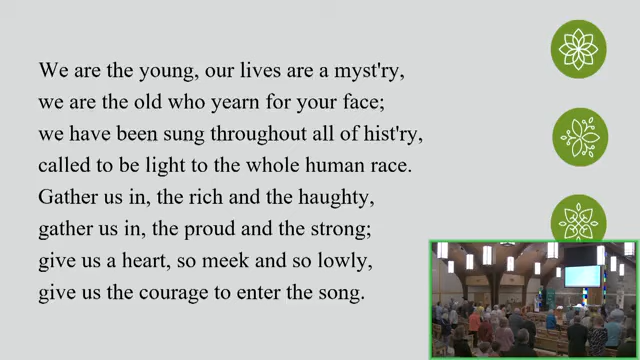 We are the young, our lives are a myst'ry,
we are the old who yearn for your face;
we have been sung throughout all of hist'ry,
called to be light to the whole human race.
Gather us in, the rich and the haughty,
gather us in, the proud and the strong;
give us a heart, so meek and so lowly,
give us the courage to enter the song.